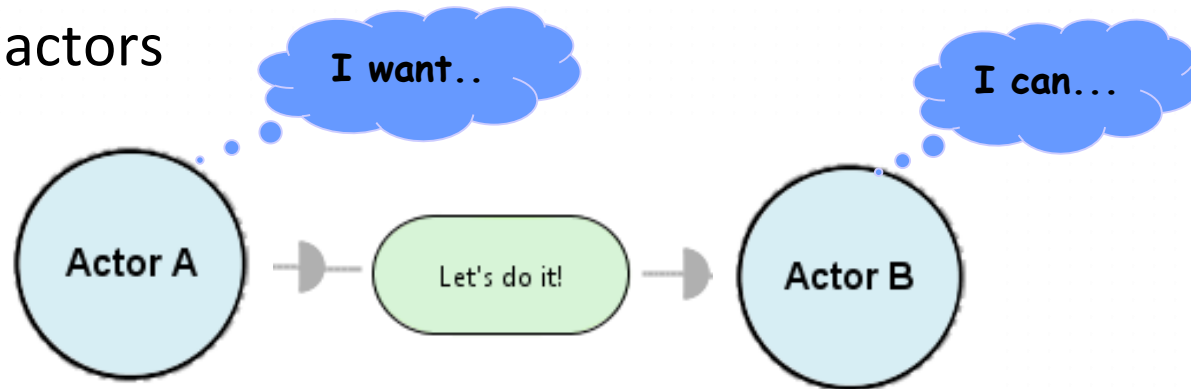 actors
I want..
I can...
Actor A
Let's do it!
Actor B